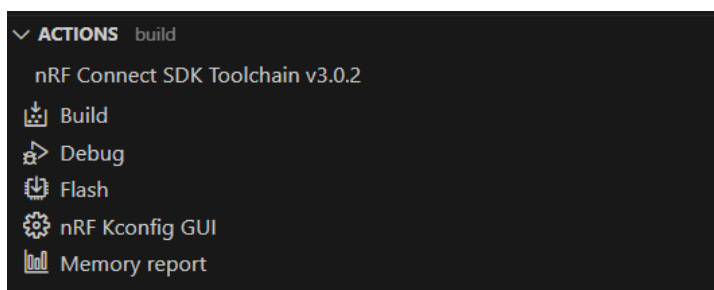 ACTIONS build
nRF Connect SDK Toolchain v3.0.2
Build
Debug
Flash
nRF Kconfig GUI
Memory report